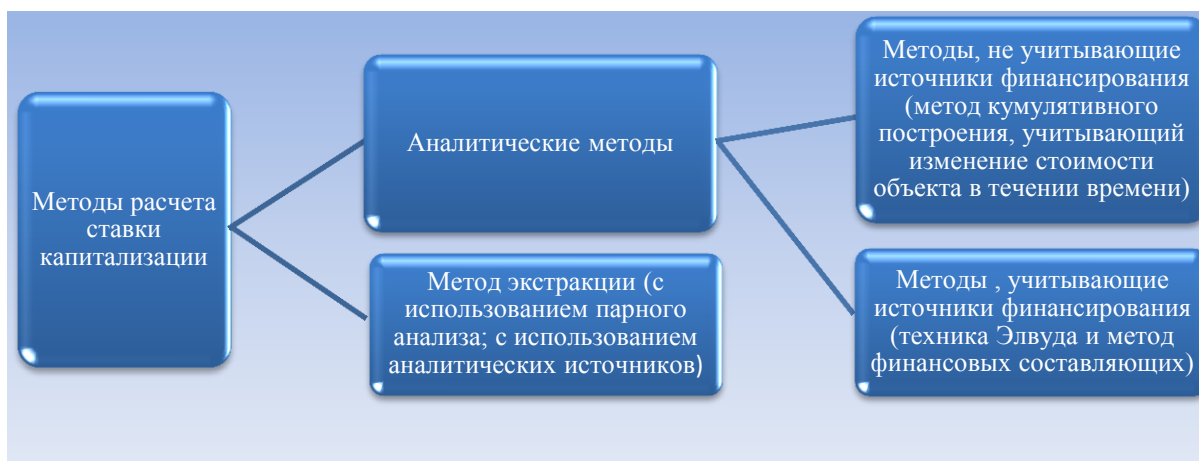 Методы расчета
ставки
капитализации
Аналитические методы
Метод экстракции (с
использованием парного
анализа; с использованием
аналитических источников)
Методы, не учитывающие
источники финансирования
(метод кумулятивного
построения, учитывающий
изменение стоимости
объекта в течении времени)
Методы , учитывающие
источники финансирования
(техника Элвуда и метод
финансовых составляющих)